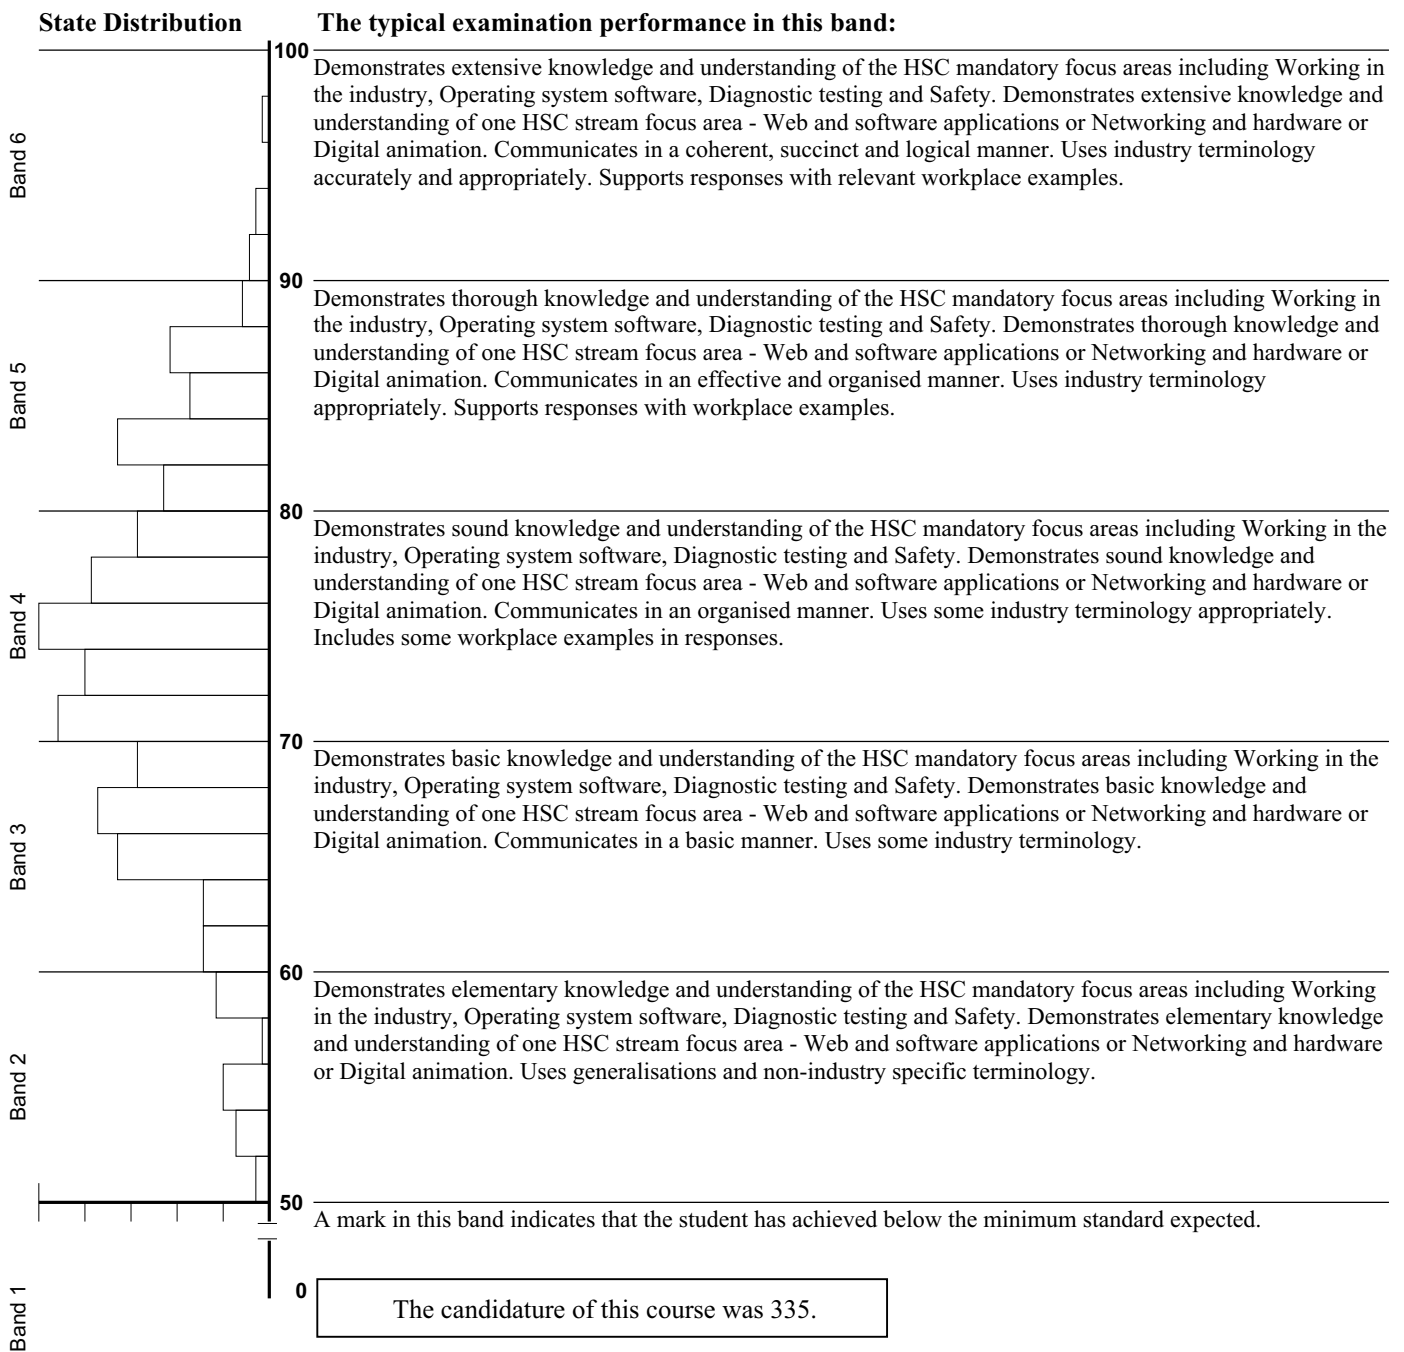 State Distribution
The typical examination performance in this band:
100
Demonstrates extensive knowledge and understanding of the HSC mandatory focus areas including Working in
the industry, Operating system software, Diagnostic testing and Safety. Demonstrates extensive knowledge and
understanding of one HSC stream focus area - Web and software applications or Networking and hardware or
Digital animation. Communicates in a coherent, succinct and logical manner. Uses industry terminology
accurately and appropriately. Supports responses with relevant workplace examples.
Band 6
90
Demonstrates thorough knowledge and understanding of the HSC mandatory focus areas including Working in
the industry, Operating system software, Diagnostic testing and Safety. Demonstrates thorough knowledge and
understanding of one HSC stream focus area - Web and software applications or Networking and hardware or
Digital animation. Communicates in an effective and organised manner. Uses industry terminology
appropriately. Supports responses with workplace examples.
Band 5
80
Demonstrates sound knowledge and understanding of the HSC mandatory focus areas including Working in the
industry, Operating system software, Diagnostic testing and Safety. Demonstrates sound knowledge and
understanding of one HSC stream focus area - Web and software applications or Networking and hardware or
Digital animation. Communicates in an organised manner. Uses some industry terminology appropriately.
Includes some workplace examples in responses.
Band 4
70
Demonstrates basic knowledge and understanding of the HSC mandatory focus areas including Working in the
industry, Operating system software, Diagnostic testing and Safety. Demonstrates basic knowledge and
understanding of one HSC stream focus area - Web and software applications or Networking and hardware or
Digital animation. Communicates in a basic manner. Uses some industry terminology.
Band 3
60
Demonstrates elementary knowledge and understanding of the HSC mandatory focus areas including Working
in the industry, Operating system software, Diagnostic testing and Safety. Demonstrates elementary knowledge
and understanding of one HSC stream focus area - Web and software applications or Networking and hardware
or Digital animation. Uses generalisations and non-industry specific terminology.
Band 2
50
A mark in this band indicates that the student has achieved below the minimum standard expected.
0
The candidature of this course was 335.
Band 1